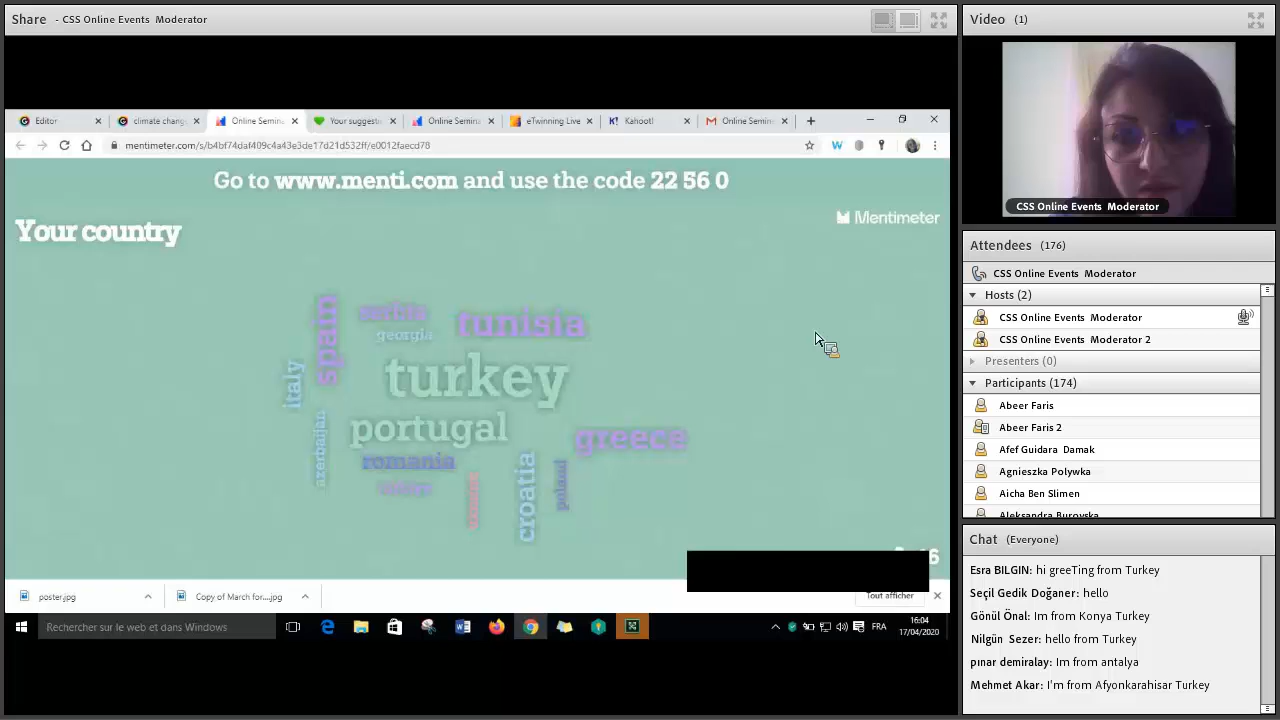 Share - CSS Online Events Moderator
Editor
climate chang
Online Semina
Your suggesti
Online Semina
eTwinning Live
Kahoot!
Online Semina
mentimeter.com/s/b4bf74daf409c4a43e3de17d21d532ff/e0012faecd78
Go to www.menti.com and use the code 22 56 0
Mentimeter
Your country
spain
serbia
georgia
tunisia
italy
turkey
azerbaijan
portugal
greece
romania
croatia
poland
poster.jpg
Copy of March for....jpg
Tout afficher
Rechercher sur le web et dans Windows
FRA
16:04
17/04/2020
Video (1)
CSS Online Events Moderator
Attendees (176)
CSS Online Events Moderator
Hosts (2)
CSS Online Events Moderator
CSS Online Events Moderator 2
Presenters (0)
Participants (174)
Abeer Faris
Abeer Faris 2
Afef Guidara Damak
Agnieszka Polywka
Aicha Ben Slimen
Aleksandra Burovska
Chat (Everyone)
Esra BILGIN: hi greeTing from Turkey
Seçil Gedik Doğaner: hello
Gönül Önal: Im from Konya Turkey
Nilgün Sezer: hello from Turkey
pınar demiralay: Im from antalya
Mehmet Akar: I'm from Afyonkarahisar Turkey